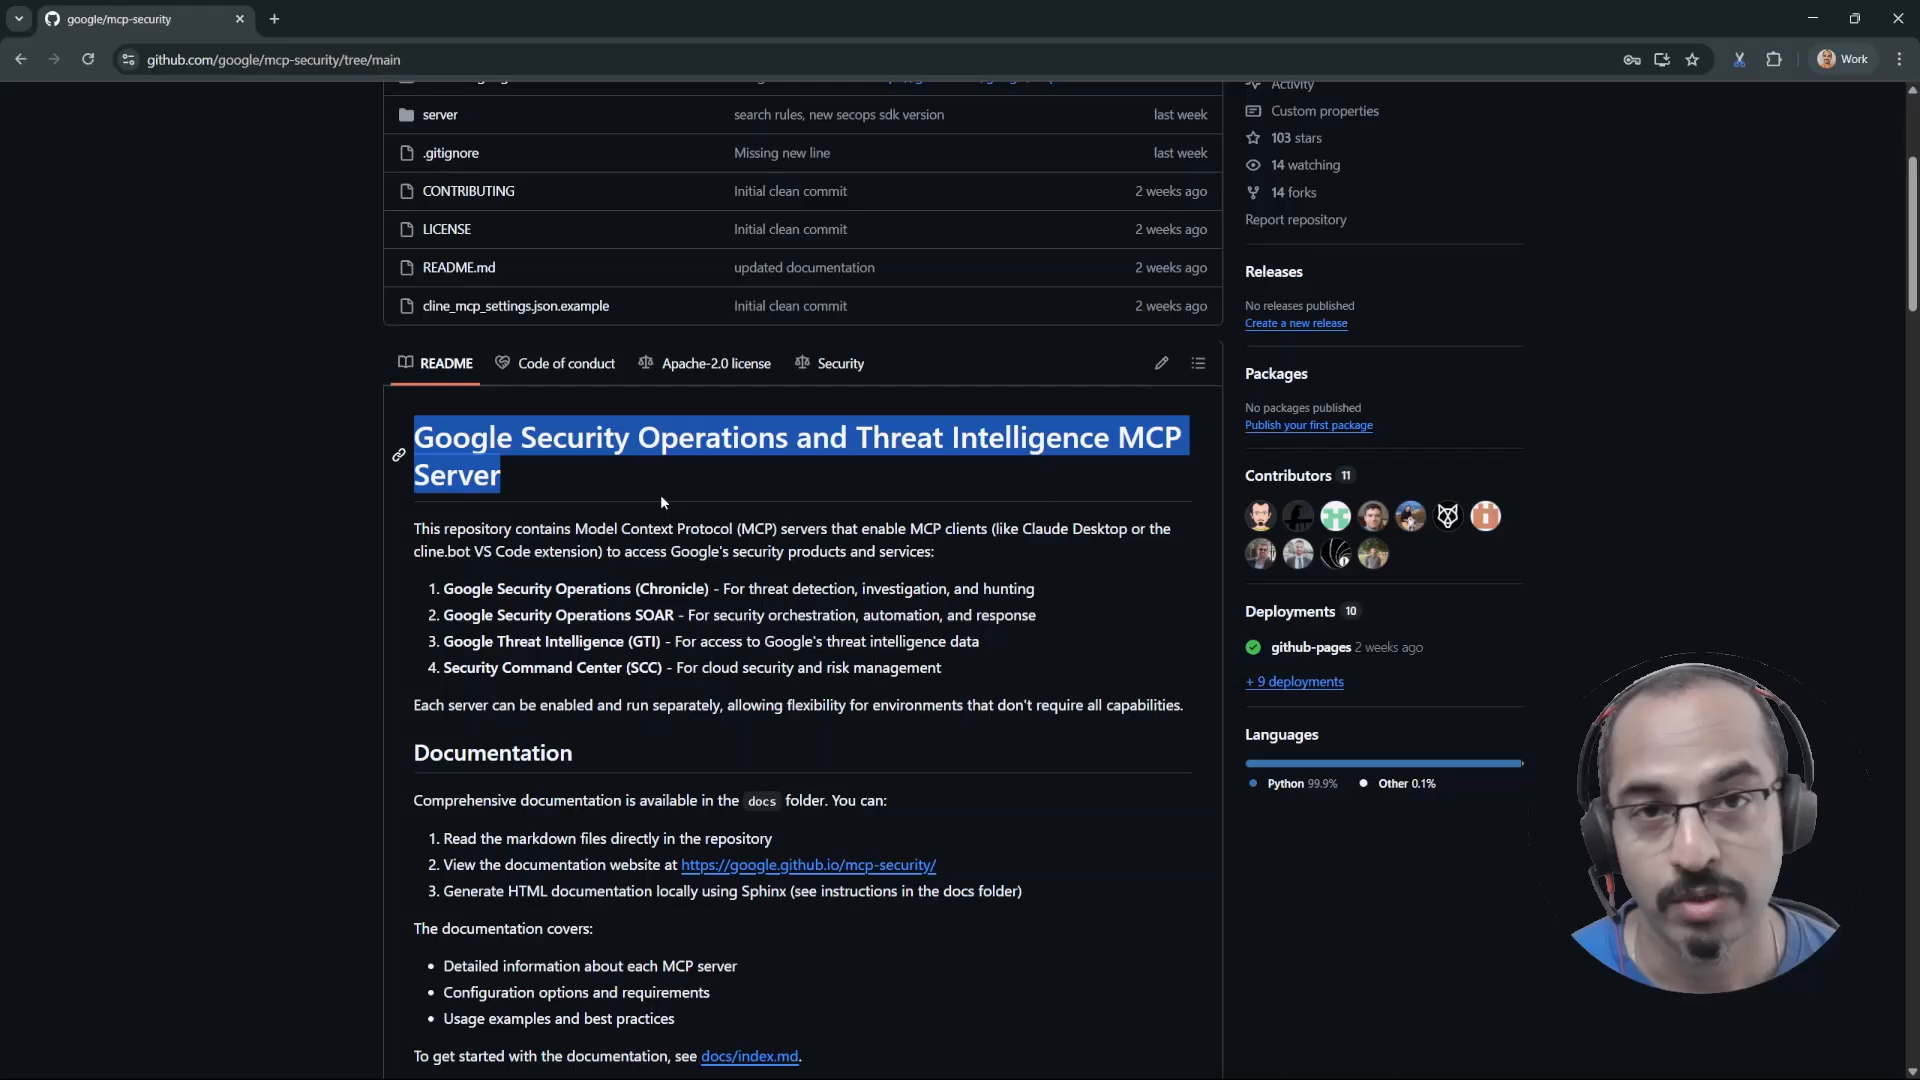 google/mcp-security
github.com/google/mcp-security/tree/main
Work
server search rules, new secops sdk version last week
.gitignore Missing new line last week
CONTRIBUTING Initial clean commit 2 weeks ago
LICENSE Initial clean commit 2 weeks ago
README.md updated documentation 2 weeks ago
cline_mcp_settings.json.example Initial clean commit 2 weeks ago
README Code of conduct Apache-2.0 license Security
Google Security Operations and Threat Intelligence MCP
Server
This repository contains Model Context Protocol (MCP) servers that enable MCP clients (like Claude Desktop or the
cline.bot VS Code extension) to access Google's security products and services:
1. Google Security Operations (Chronicle) - For threat detection, investigation, and hunting
2. Google Security Operations SOAR - For security orchestration, automation, and response
3. Google Threat Intelligence (GTI) - For access to Google's threat intelligence data
4. Security Command Center (SCC) - For cloud security and risk management
Each server can be enabled and run separately, allowing flexibility for environments that don't require all capabilities.
Documentation
Comprehensive documentation is available in the docs folder. You can:
1. Read the markdown files directly in the repository
2. View the documentation website at https://google.github.io/mcp-security/
3. Generate HTML documentation locally using Sphinx (see instructions in the docs folder)
The documentation covers:
• Detailed information about each MCP server
• Configuration options and requirements
• Usage examples and best practices
To get started with the documentation, see docs/index.md.
Activity
Custom properties
103 stars
14 watching
14 forks
Report repository
Releases
No releases published
Create a new release
Packages
No packages published
Publish your first package
Contributors 11
Deployments 10
github-pages 2 weeks ago
+ 9 deployments
Languages
Python 99.9% Other 0.1%